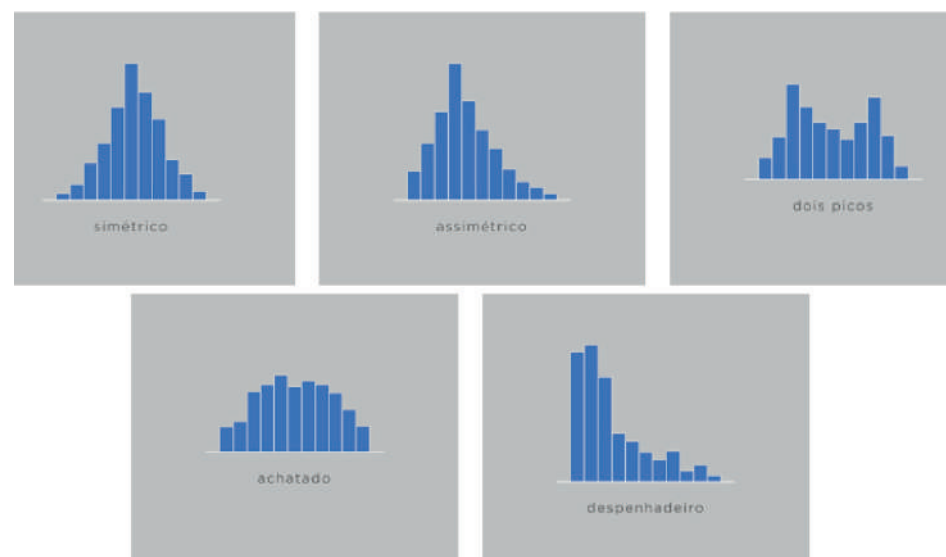 simétrico
assimétrico
dois picos
achatado
despenhadeiro